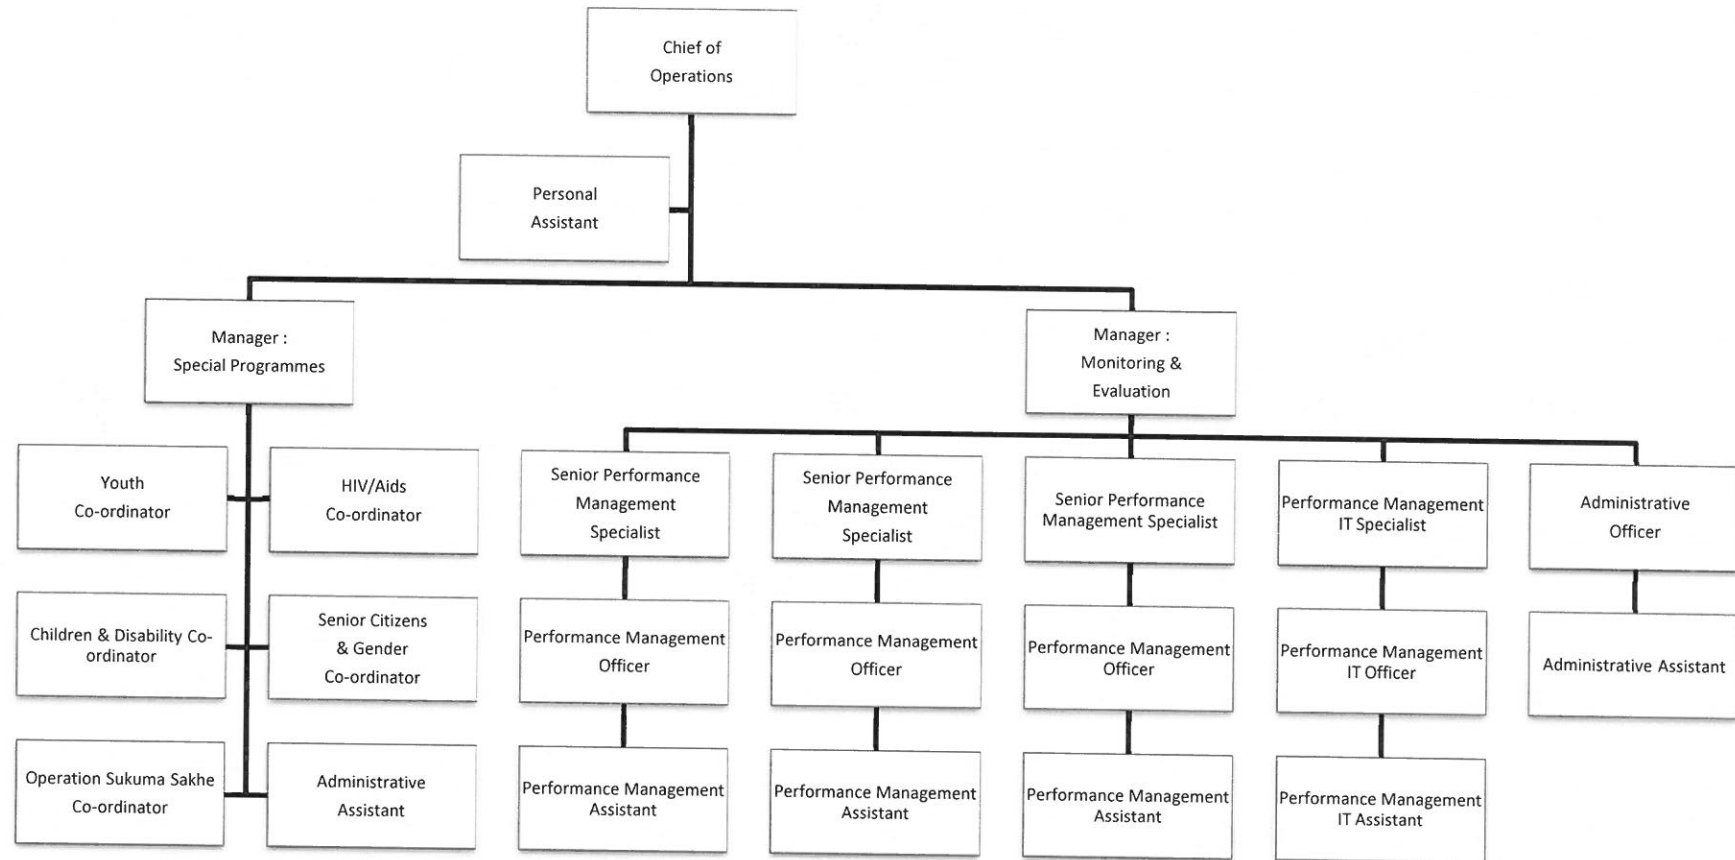 Chief of
Operations
Personal
Assistant
Manager :
Special Programmes
Manager :
Monitoring &
Evaluation
Youth
Co-ordinator
HIV/Aids
Co-ordinator
Senior Performance
Management
Specialist
Senior Performance
Management
Specialist
Senior Performance
Management Specialist
Performance Management
IT Specialist
Administrative
Officer
Children & Disability Co-
ordinator
Senior Citizens
& Gender
Co-ordinator
Performance Management
Officer
Performance Management
Officer
Performance Management
Officer
Performance Management
IT Officer
Administrative Assistant
Operation Sukuma Sakhe
Co-ordinator
Administrative
Assistant
Performance Management
Assistant
Performance Management
Assistant
Performance Management
Assistant
Performance Management
IT Assistant